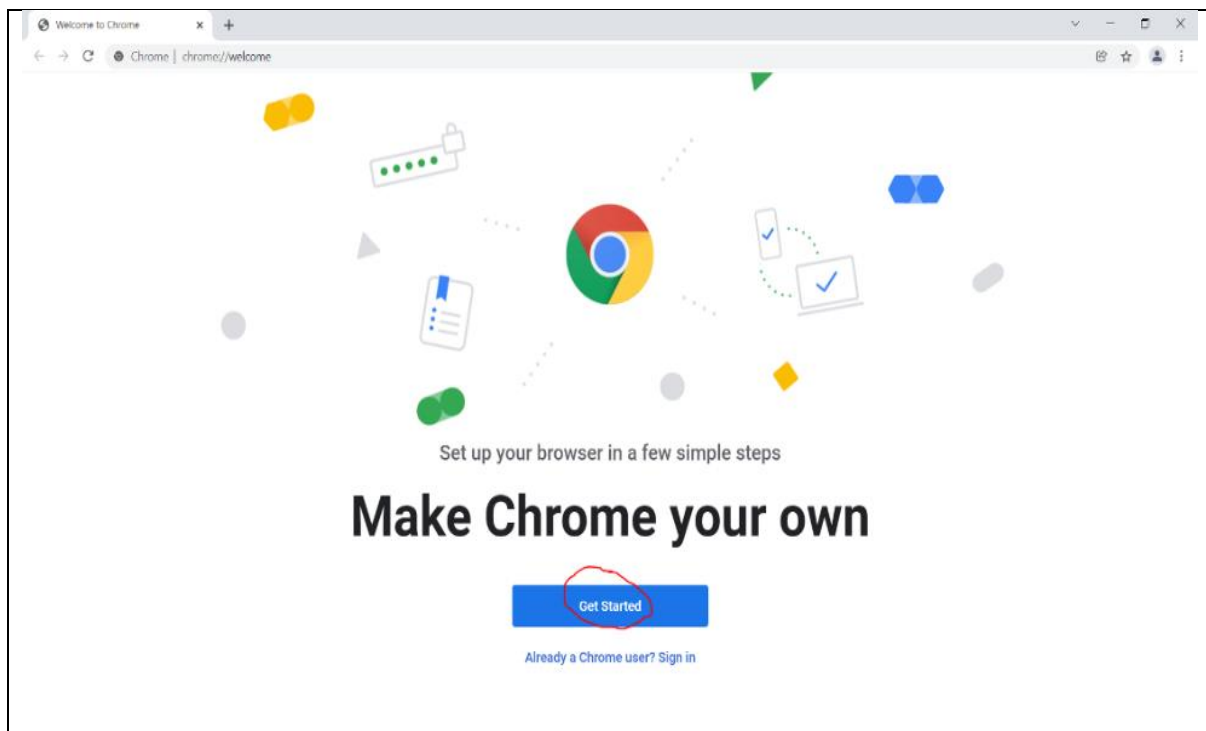 Welcome to Chrome
Chrome | chrome://welcome
Set up your browser in a few simple steps
Make Chrome your own
Get Started
Already a Chrome user? Sign in